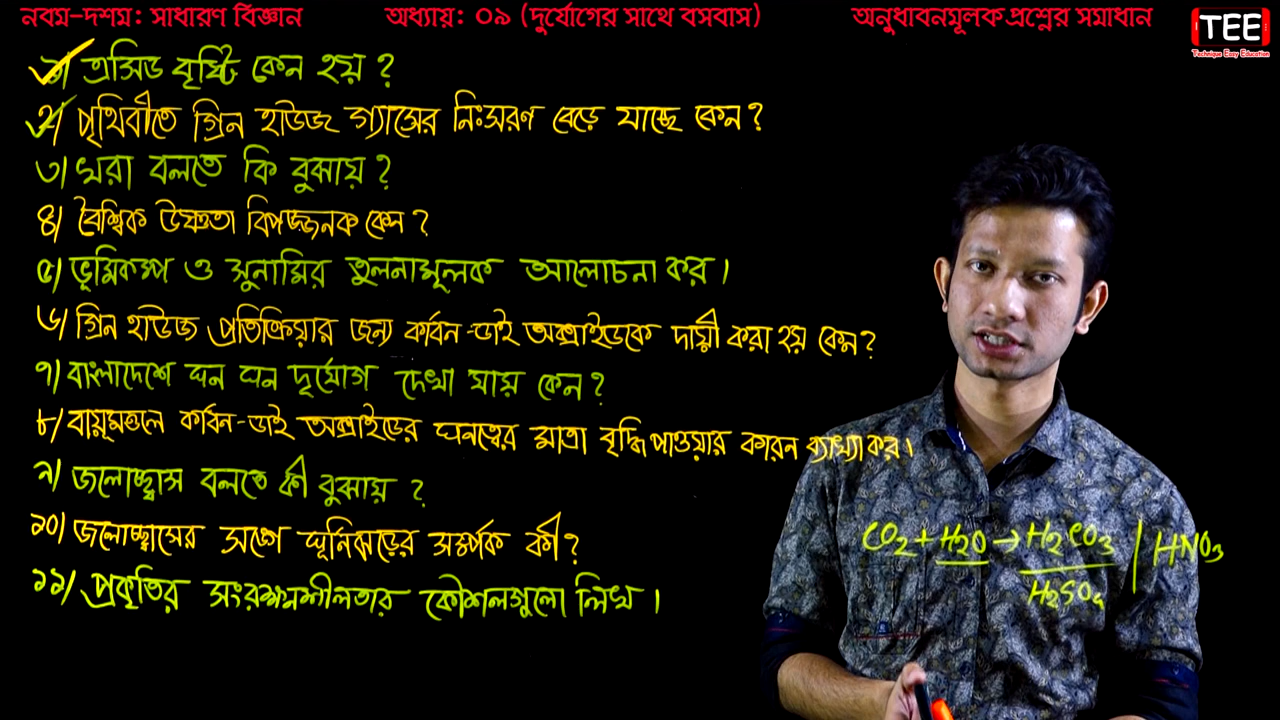 নবম-দশম: সাধারণ বিজ্ঞান অধ্যায়: ০৯ (দুর্যোগের সাথে বসবাস) অনুধাবনমূলক প্রশ্নের সমাধান
TEE
Technique Easy Education
১) এসিড বৃষ্টি কেন হয় ?
২) পৃথিবীতে গ্রিন হাউজ গ্যাসের নিঃসরণ বেড়ে যাচ্ছে কেন ?
৩) খরা বলতে কি বুঝায় ?
৪) বৈশ্বিক উষ্ণতা বিপজ্জনক কেন ?
৫) ভূমিকম্প ও সুনামির তুলনামূলক আলোচনা কর ।
৬) গ্রিন হাউজ প্রতিক্রিয়ার জন্য কার্বন-ডাই অক্সাইডকে দায়ী করা হয় কেন ?
৭) বাংলাদেশে ঘন ঘন দূর্যোগ দেখা যায় কেন ?
৮) বায়ূমন্ডলে কার্বন-ডাই অক্সাইডের ঘনত্বের মাত্রা বৃদ্ধি পাওয়ার কারন ব্যাখ্যা কর ।
৯) জলোচ্ছ্বাস বলতে কী বুঝায় ?
১০) জলোচ্ছ্বাসের সঙ্গে ঘূর্নিঝড়ের সর্ম্পক কী ?
CO2 + H2O → H2CO3 | HNO3
H2SO4
১১) প্রকৃতির সংরক্ষনশীলতার কৌশলগুলো লিখ ।